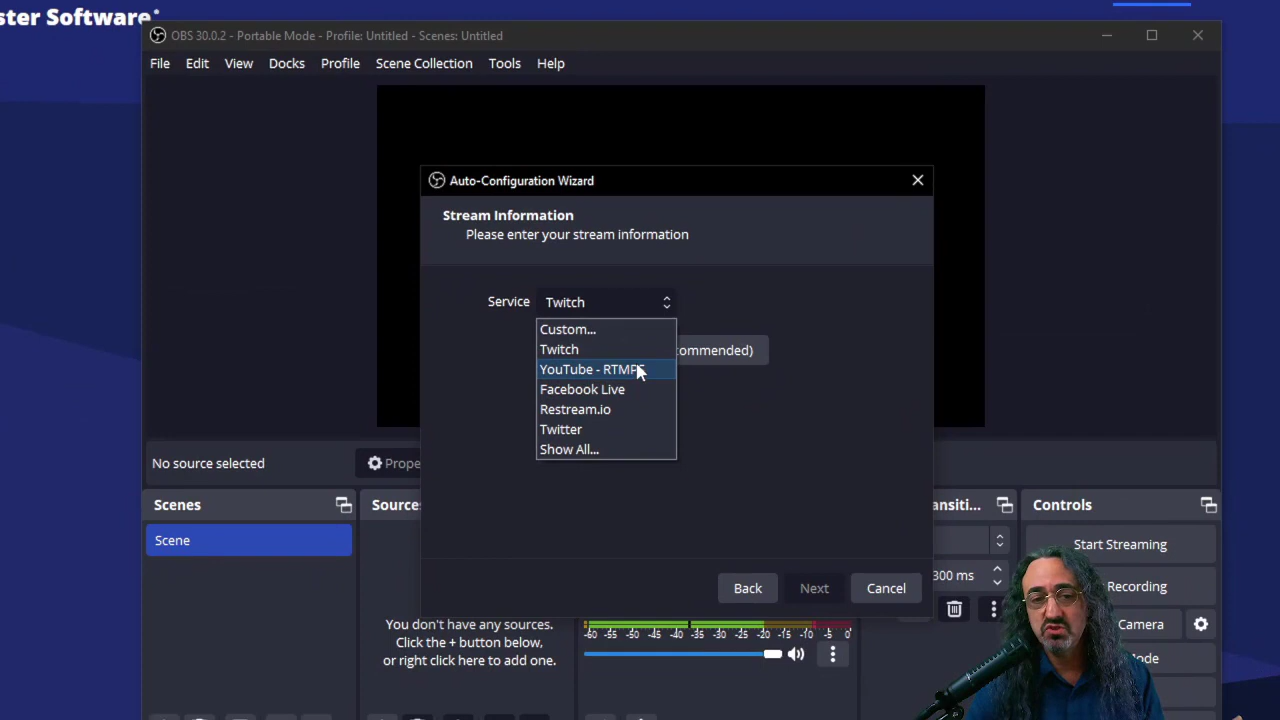 ster Software
OBS 30.0.2 - Portable Mode - Profile: Untitled - Scenes: Untitled
File Edit View Docks Profile Scene Collection Tools Help
Auto-Configuration Wizard
Stream Information
Please enter your stream information
Service Twitch
Custom...
Twitch
commended)
YouTube - RTMPS
Facebook Live
Restream.io
Twitter
Show All...
No source selected
Prope
Scenes
Source
ansiti...
Controls
Scene
Start Streaming
300 ms
Recording
Back Next Cancel
You don't have any sources.
Click the + button below,
or right click here to add one.
-60 -55 -50 -45 -40 -35 -30 -25 -20 -15 -10 -5 0
Camera
ode